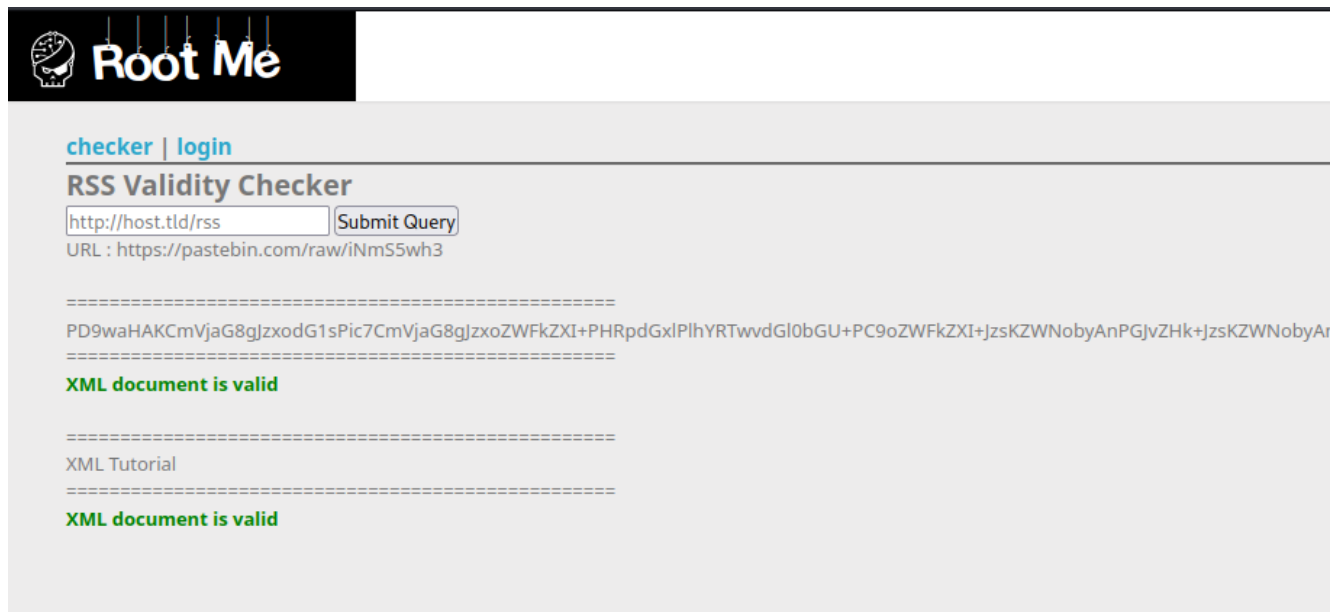 Root Me
checker | login
RSS Validity Checker
http://host.tld/rss Submit Query
URL : https://pastebin.com/raw/iNmS5wh3
===================================================
PD9waHAKCmVjaG8gJzxodG1sPic7CmVjaG8gJzxoZWFkZXI+PHRpdGxlPlhYRTwvdGl0bGU+PC9oZWFkZXI+JzsKZWNobyAnPGJvZHk+JzsKZWNobyAn
===================================================
XML document is valid
===================================================
XML Tutorial
===================================================
XML document is valid